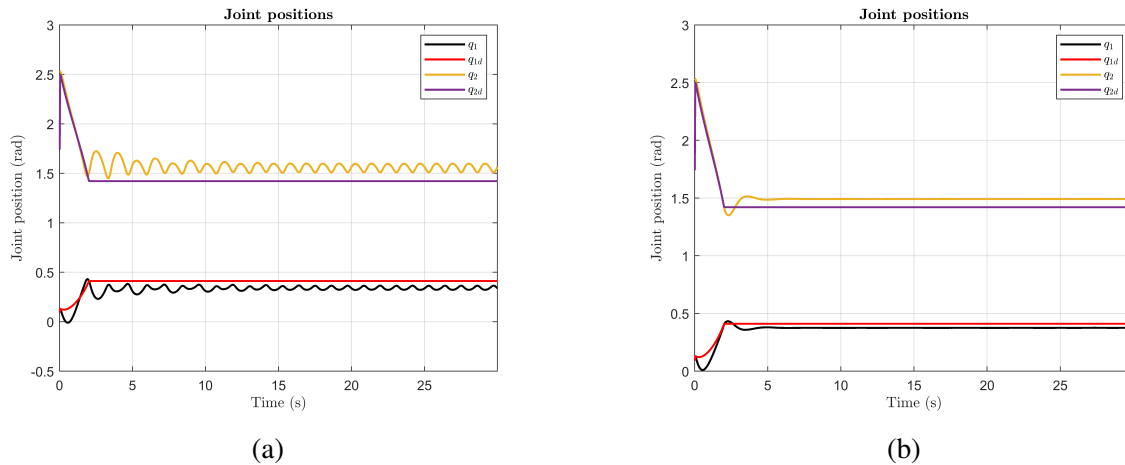 Joint positions
3
2.5
2
1.5
1
0.5
0
-0.5
0 5 10 15 20 25
Joint position (rad)
Time (s)
q1
q1d
q2
q2d
(a)
Joint positions
3
2.5
2
1.5
1
0.5
0
0 5 10 15 20 25
Joint position (rad)
Time (s)
q1
q1d
q2
q2d
(b)